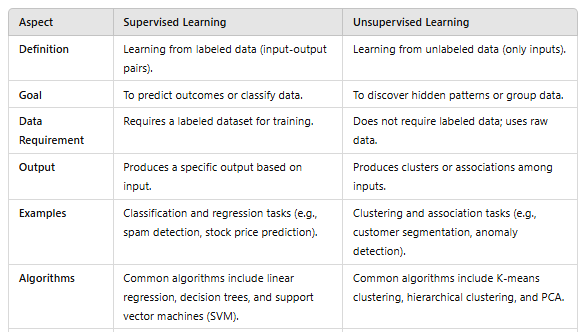 Aspect Supervised Learning Unsupervised Learning
Definition Learning from labeled data (input-output Learning from unlabeled data (only inputs).
pairs).
Goal To predict outcomes or classify data. To discover hidden patterns or group data.
Data Requires a labeled dataset for training. Does not require labeled data; uses raw
Requirement data.
Output Produces a specific output based on Produces clusters or associations among
input. inputs.
Examples Classification and regression tasks (e.g., Clustering and association tasks (e.g.,
spam detection, stock price prediction). customer segmentation, anomaly
detection).
Algorithms Common algorithms include linear Common algorithms include K-means
regression, decision trees, and support clustering, hierarchical clustering, and PCA.
vector machines (SVM).